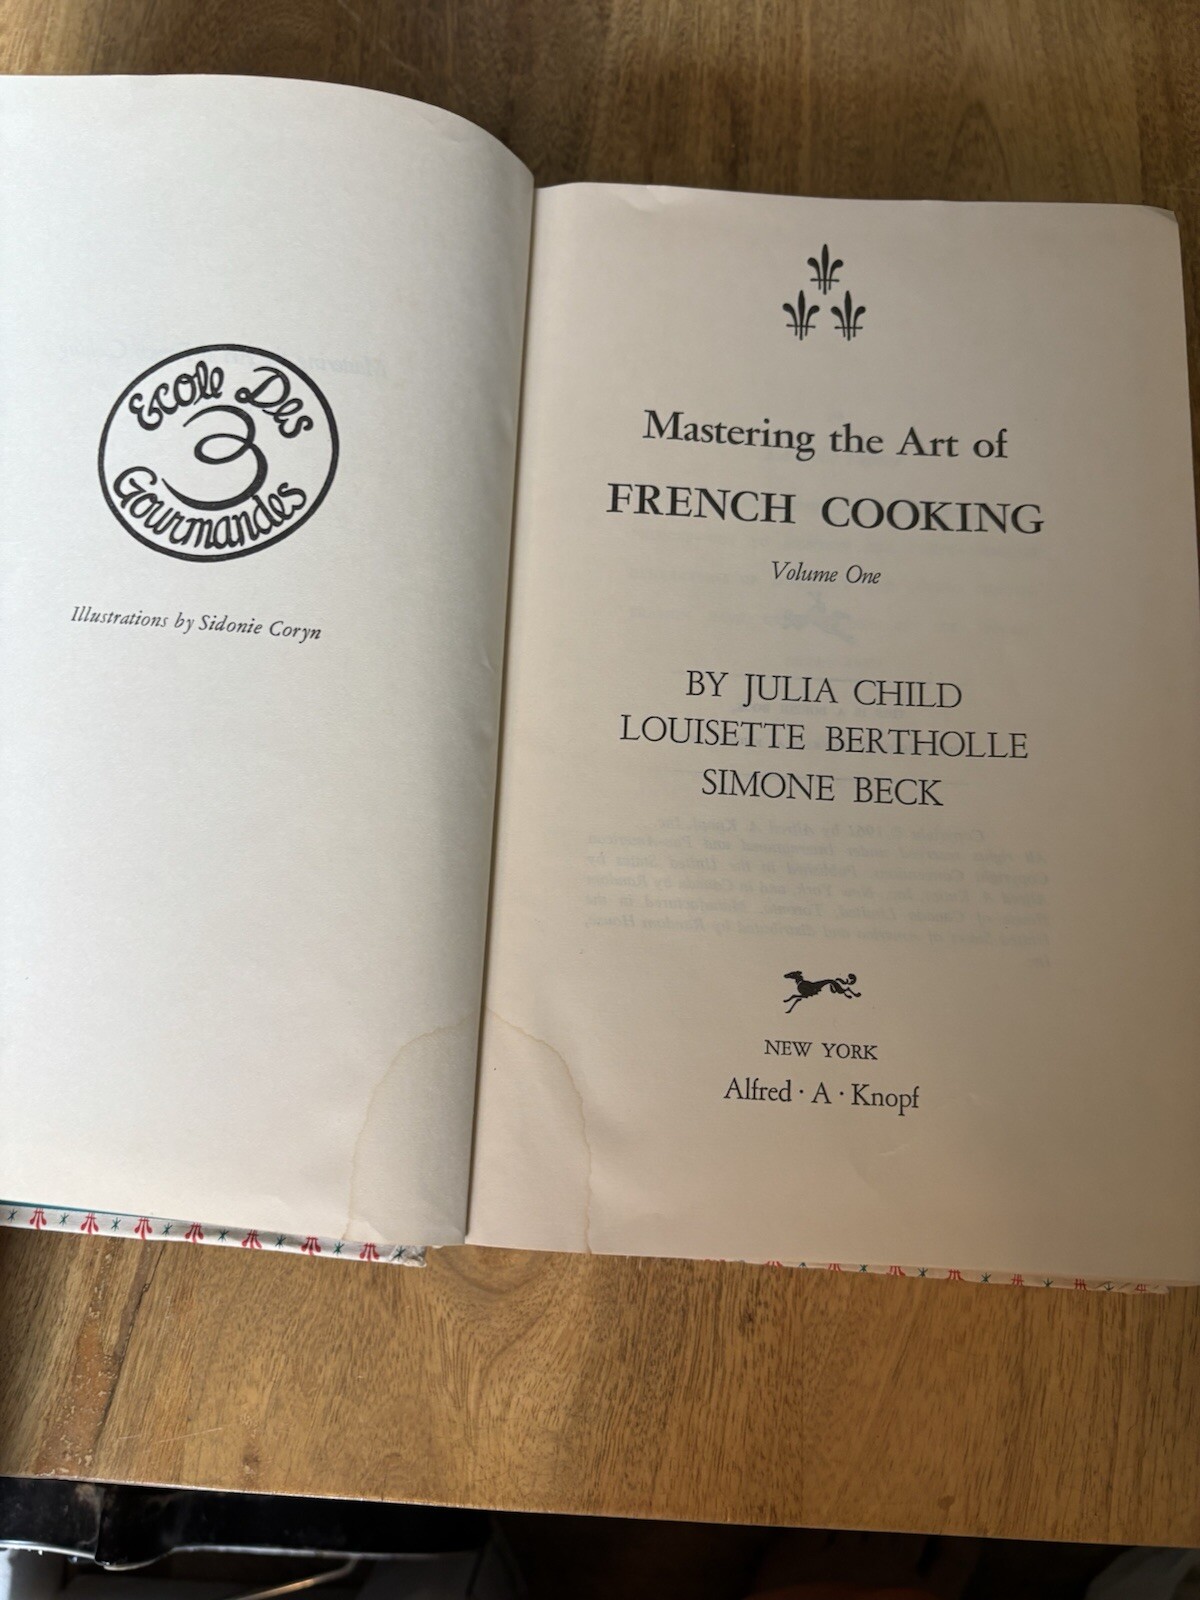 Ecole Des
3
Gourmandes
Illustrations by Sidonie Coryn
Mastering the Art of
FRENCH COOKING
Volume One
BY JULIA CHILD
LOUISETTE BERTHOLLE
SIMONE BECK
NEW YORK
Alfred · A · Knopf